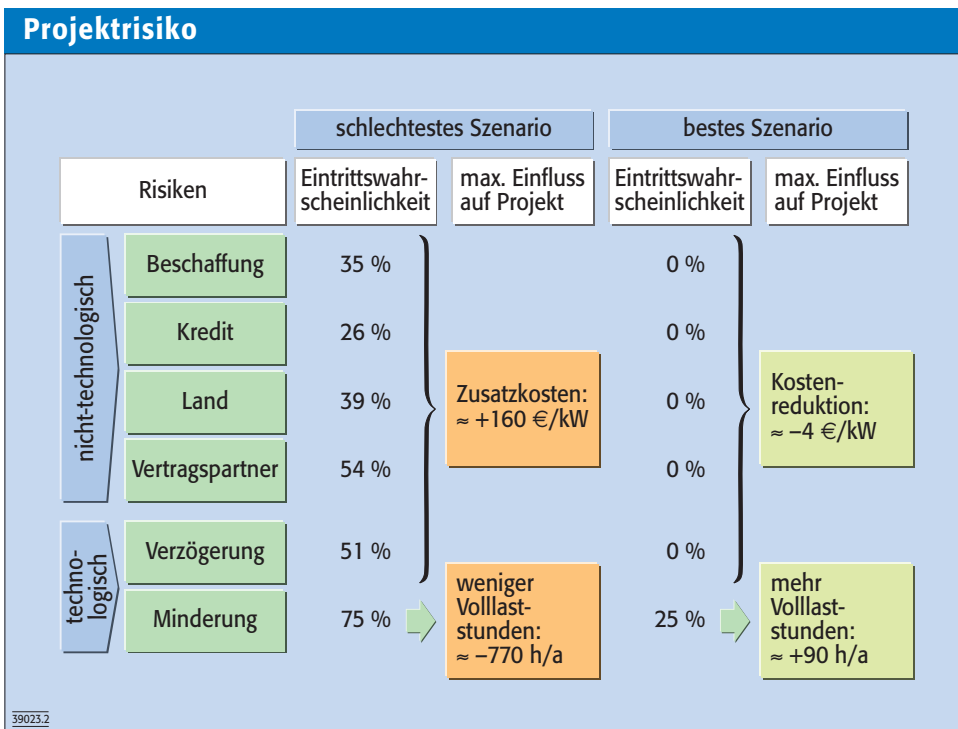 Projektrisiko
schlechtestes Szenario
bestes Szenario
Risiken
Eintrittswahr-
scheinlichkeit
max. Einfluss
auf Projekt
Eintrittswahr-
scheinlichkeit
max. Einfluss
auf Projekt
nicht-technologisch
Beschaffung
35 %
0 %
Kredit
26 %
0 %
Land
39 %
0 %
Vertragspartner
54 %
0 %
Zusatzkosten:
≈ +160 €/kW
Kosten-
reduktion:
≈ −4 €/kW
techno-
logisch
Verzögerung
51 %
0 %
Minderung
75 %
weniger
Volllast-
stunden:
≈ −770 h/a
25 %
mehr
Volllast-
stunden:
≈ +90 h/a
39023.2